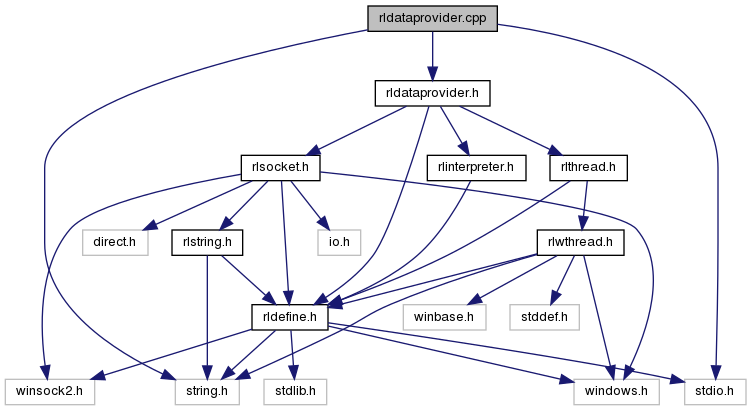 rldataprovider.cpp
rldataprovider.h
rlsocket.h
rlinterpreter.h
rlthread.h
direct.h
rlstring.h
io.h
rlwthread.h
rldefine.h
winbase.h
stddef.h
winsock2.h
string.h
stdlib.h
windows.h
stdio.h